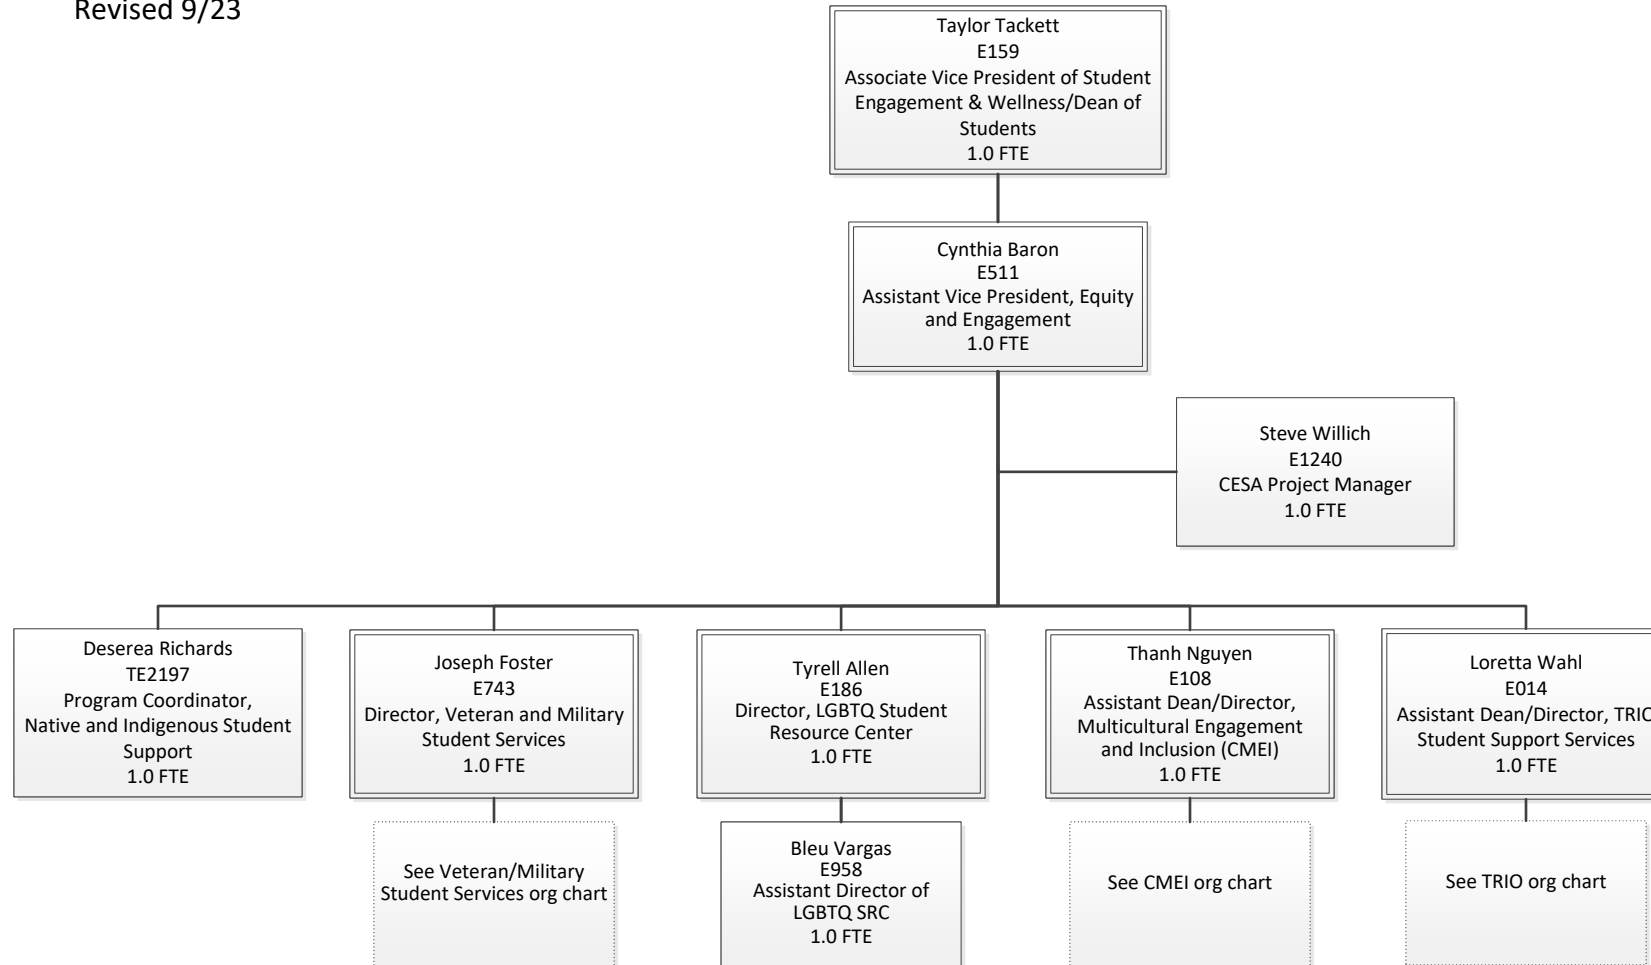 Revised 9/23
Taylor Tackett
E159
Associate Vice President of Student
Engagement & Wellness/Dean of
Students
1.0 FTE
Cynthia Baron
E511
Assistant Vice President, Equity
and Engagement
1.0 FTE
Steve Willich
E1240
CESA Project Manager
1.0 FTE
Deserea Richards
TE2197
Program Coordinator,
Native and Indigenous Student
Support
1.0 FTE
Joseph Foster
E743
Director, Veteran and Military
Student Services
1.0 FTE
Tyrell Allen
E186
Director, LGBTQ Student
Resource Center
1.0 FTE
Thanh Nguyen
E108
Assistant Dean/Director,
Multicultural Engagement
and Inclusion (CMEI)
1.0 FTE
Loretta Wahl
E014
Assistant Dean/Director, TRIO
Student Support Services
1.0 FTE
See Veteran/Military
Student Services org chart
Bleu Vargas
E958
Assistant Director of
LGBTQ SRC
1.0 FTE
See CMEI org chart
See TRIO org chart